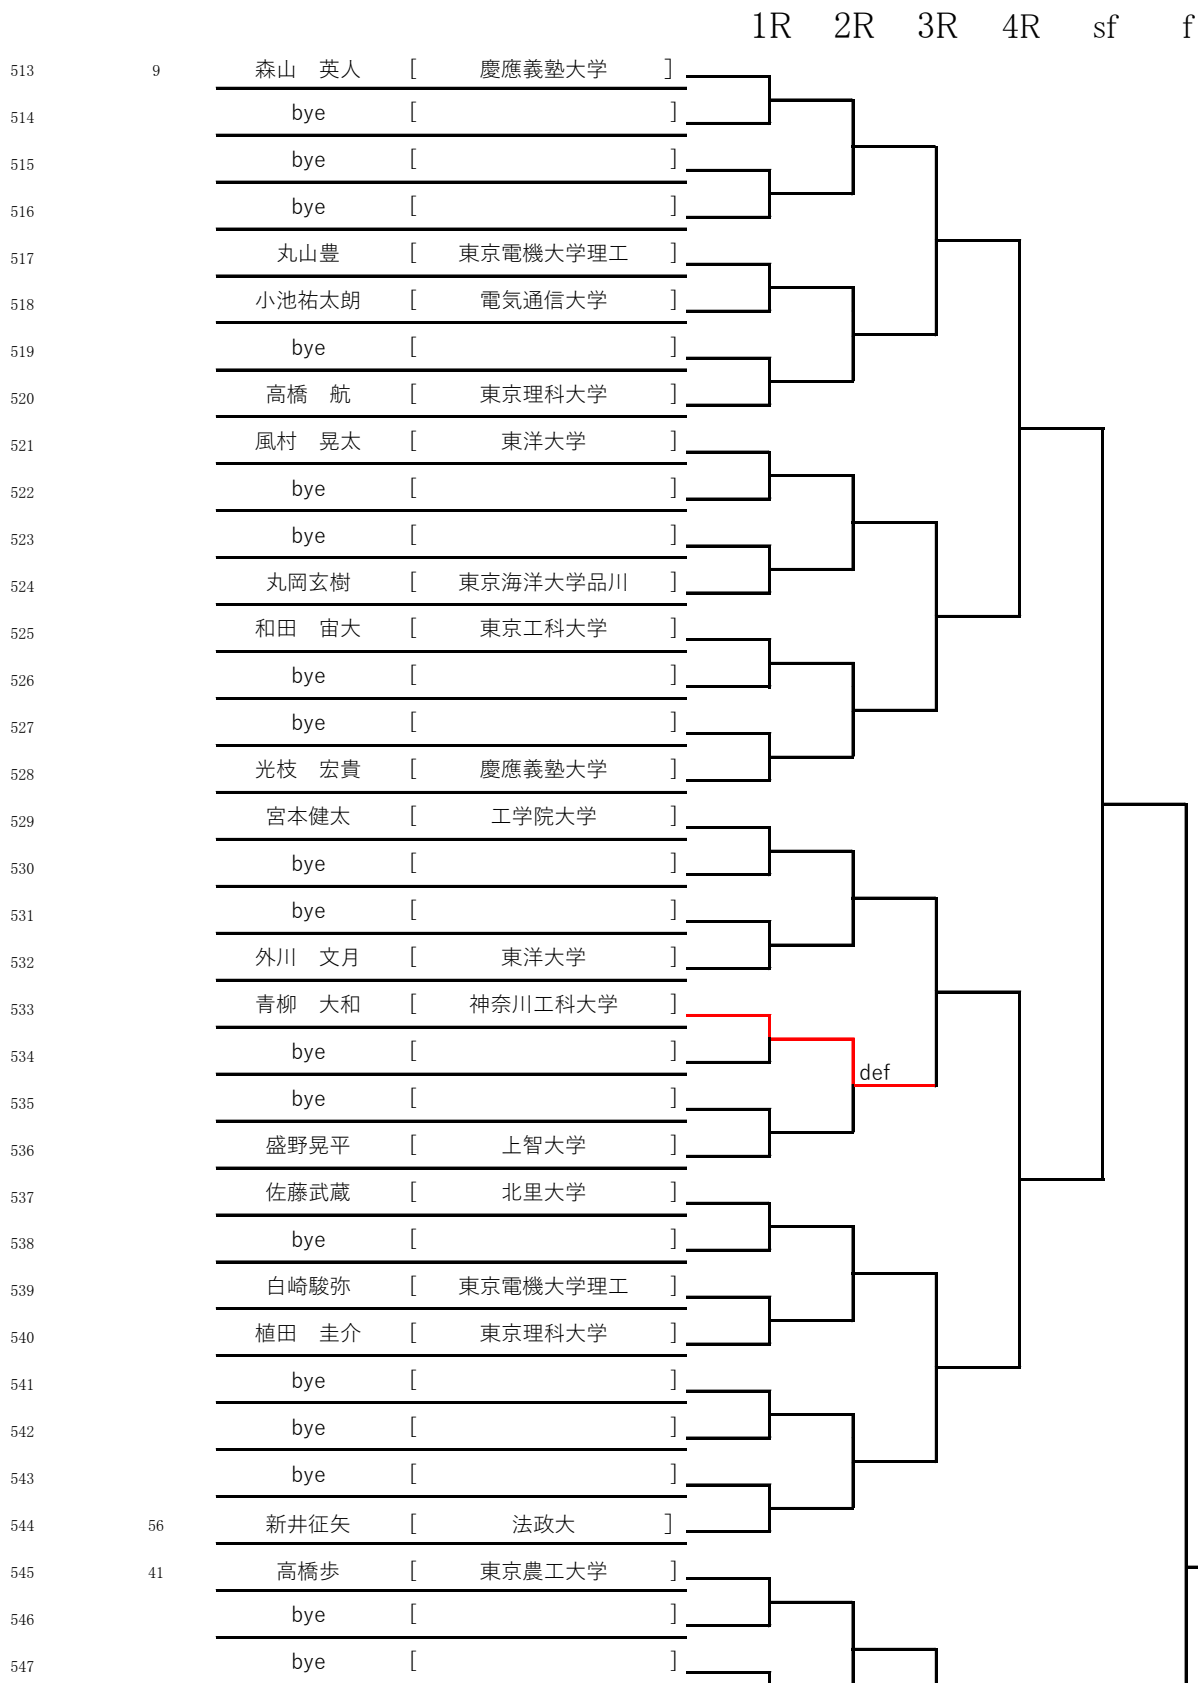 1R 2R 3R 4R sf f
513 9 森山　英人 [ 慶應義塾大学 ]
514 bye [ ]
515 bye [ ]
516 bye [ ]
517 丸山豊 [ 東京電機大学理工 ]
518 小池祐太朗 [ 電気通信大学 ]
519 bye [ ]
520 高橋　航 [ 東京理科大学 ]
521 風村　晃太 [ 東洋大学 ]
522 bye [ ]
523 bye [ ]
524 丸岡玄樹 [ 東京海洋大学品川 ]
525 和田　宙大 [ 東京工科大学 ]
526 bye [ ]
527 bye [ ]
528 光枝　宏貴 [ 慶應義塾大学 ]
529 宮本健太 [ 工学院大学 ]
530 bye [ ]
531 bye [ ]
532 外川　文月 [ 東洋大学 ]
533 青柳　大和 [ 神奈川工科大学 ]
534 bye [ ]
def
535 bye [ ]
536 盛野晃平 [ 上智大学 ]
537 佐藤武蔵 [ 北里大学 ]
538 bye [ ]
539 白崎駿弥 [ 東京電機大学理工 ]
540 植田　圭介 [ 東京理科大学 ]
541 bye [ ]
542 bye [ ]
543 bye [ ]
544 56 新井征矢 [ 法政大 ]
545 41 高橋歩 [ 東京農工大学 ]
546 bye [ ]
547 bye [ ]